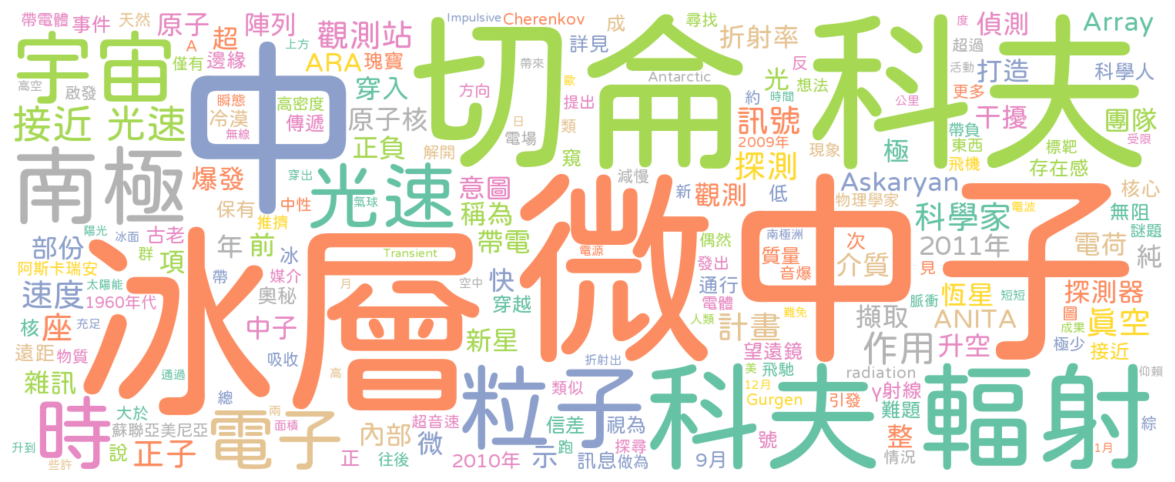 帶電體 事件 天然 原子 陣列 觀測站 Impulsive Cherenkov 成 尋找 折射率 度 超過 偵測 Array
A 超 僅有 邊緣 ARA 瑰寶 上方 帶來 歐 詳見 Antarctic 反 光 想法 活動 打造 科學人
宇宙 中 切侖 科夫
高空 啟發 瞬態 高密度 穿入 方向 提出 約 時間 公里 更多 干擾
接近 光速 冷漠 傳遞 原子核 日 電場 類 訊號 2009年 現象 帶負 標靶 團隊
無線 正負 解開 窺 探測 極 東西 飛機 存在感 受限
南極 爆發 穿出 光速 意圖 減慢 新 觀測 低 Askaryan 物理學家 電波 核心
保有 中性 氣球 稱為 科學家 無阻
推擠 帶電 偶然 南極洲 質量 次 2011年 電荷 謎題 純
部份 陽光 冰面 古老 年 前 冰 Transient 電源 發出 音爆 介質 見
阿斯卡瑞安 群 項 帶 媒介 月 空中 快 通行 恆星 短短 探測器
速度 太陽能 1960年代 奧秘 穿越 電體 脈衝 圖
冰層 微中子
核 座 充足 中子 新星 人類 計畫 難免 擷取 ANITA 成果 眞空
遠距 物質 吸收 折射出 望遠鏡 作用 升空 極少 接近
雜訊 通過 總 高 粒子 類似 美 飛馳 radiation γ射線 仰賴
時 大於 電子 兩 面積 超音速 信差 視為 科夫 12月 Gurgen 引發 難題 輻射
蘇聯亞美尼亞 內部 微 跑 探尋 號 整 綜
升到 說 正子 正 往後 2010年 示 訊息 做為 9月 情況 1月
些許